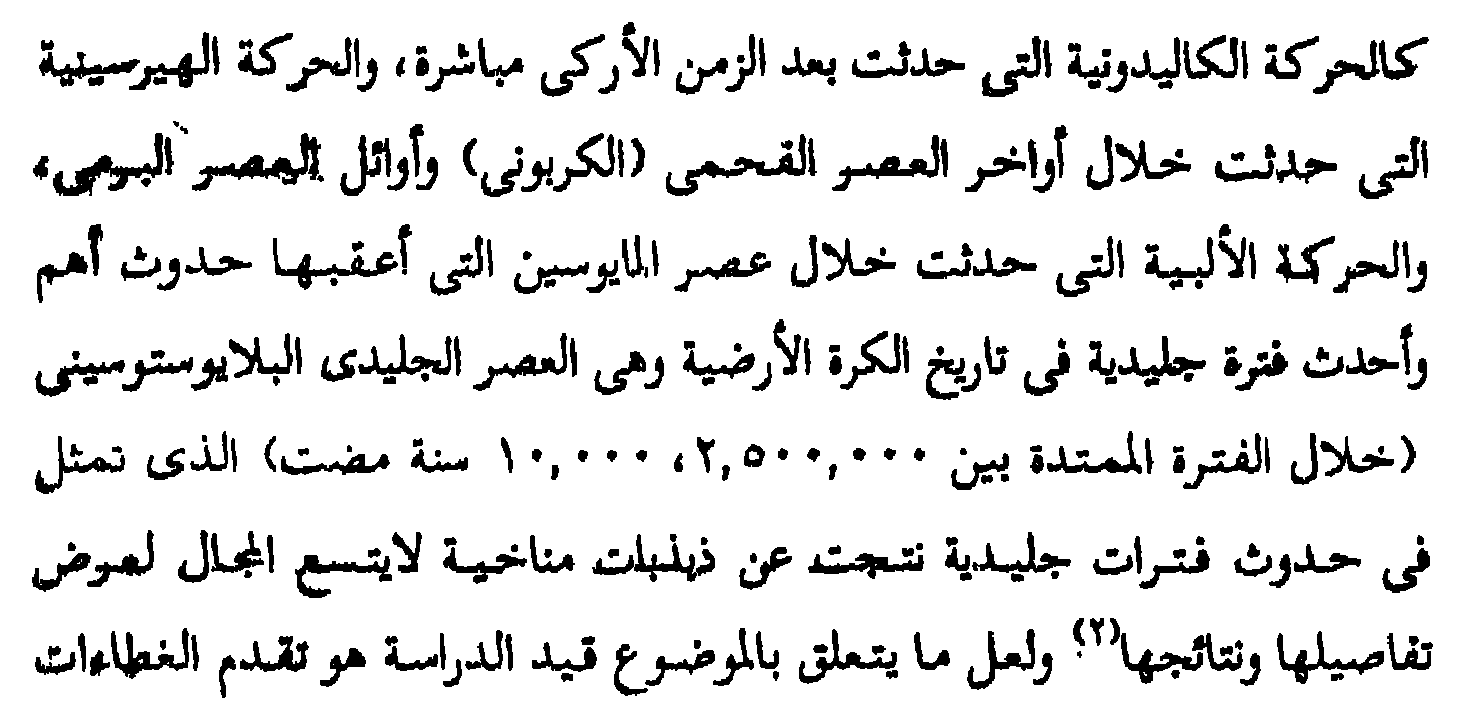 كالحركة الكاليدونية التى حدثت بعد الزمن الأركى مباشرة، والحركة الهيرسينية
التى حدثت خلال أواخر العصر الفحمى (الكربونى) وأوائل العصر البرمى،
والحركة الألبية التى حدثت خلال عصر المايوسين التى أعقبها حدوث أهم
وأحدث فترة جليدية فى تاريخ الكرة الأرضية وهى العصر الجليدى البلايوستوسينى
(خلال الفترة الممتدة بين ٢,٥٠٠,٠٠٠، ١٠,٠٠٠ سنة مضت) الذى تمثل
فى حدوث فترات جليدية نتجت عن ذبذبات مناخية لايتسع المجال لعرض
تفاصيلها ونتائجها(٢). ولعل ما يتعلق بالموضوع قيد الدراسة هو تقدم الغطاءات